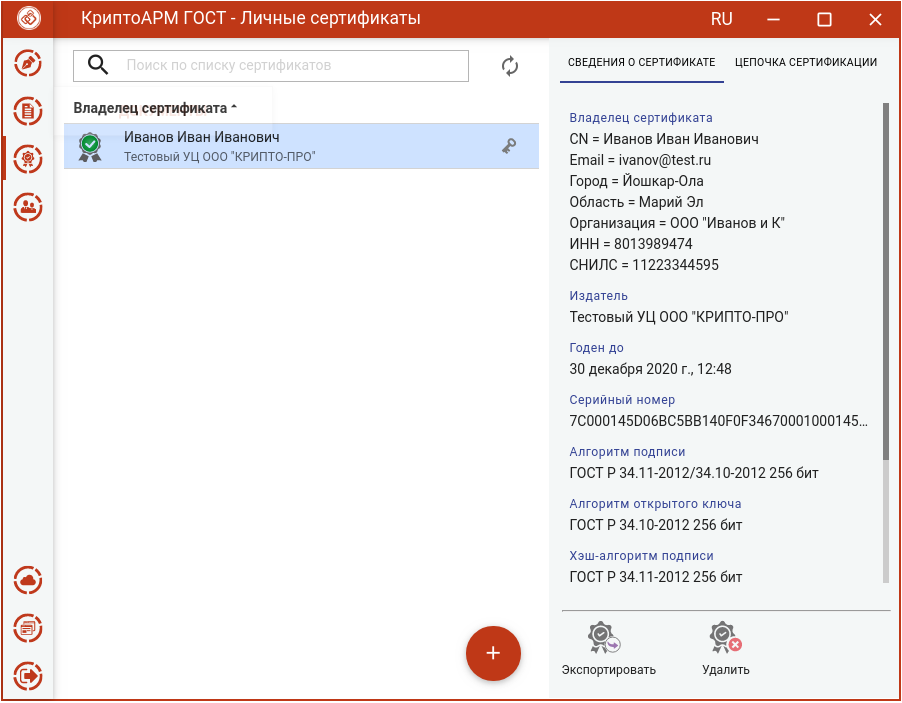 КриптоАРМ ГОСТ - Личные сертификаты
RU
Поиск по списку сертификатов
Владелец сертификата
Иванов Иван Иванович
Тестовый УЦ ООО "КРИПТО-ПРО"
СВЕДЕНИЯ О СЕРТИФИКАТЕ
ЦЕПОЧКА СЕРТИФИКАЦИИ
Владелец сертификата
CN = Иванов Иван Иванович
Email = ivanov@test.ru
Город = Йошкар-Ола
Область = Марий Эл
Организация = ООО "Иванов и К"
ИНН = 8013989474
СНИЛС = 11223344595
Издатель
Тестовый УЦ ООО "КРИПТО-ПРО"
Годен до
30 декабря 2020 г., 12:48
Серийный номер
7C000145D06BC5BB140F0F34670001000145...
Алгоритм подписи
ГОСТ Р 34.11-2012/34.10-2012 256 бит
Алгоритм открытого ключа
ГОСТ Р 34.10-2012 256 бит
Хэш-алгоритм подписи
ГОСТ Р 34.11-2012 256 бит
Экспортировать
Удалить